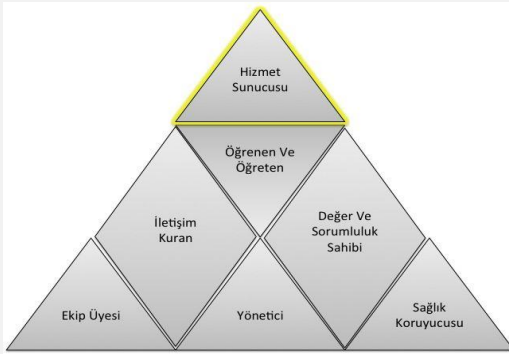 Hizmet
Sunucusu
Öğrenen Ve
Öğreten
İletişim
Kuran
Değer Ve
Sorumluluk
Sahibi
Ekip Üyesi
Yönetici
Sağlık
Koruyucusu